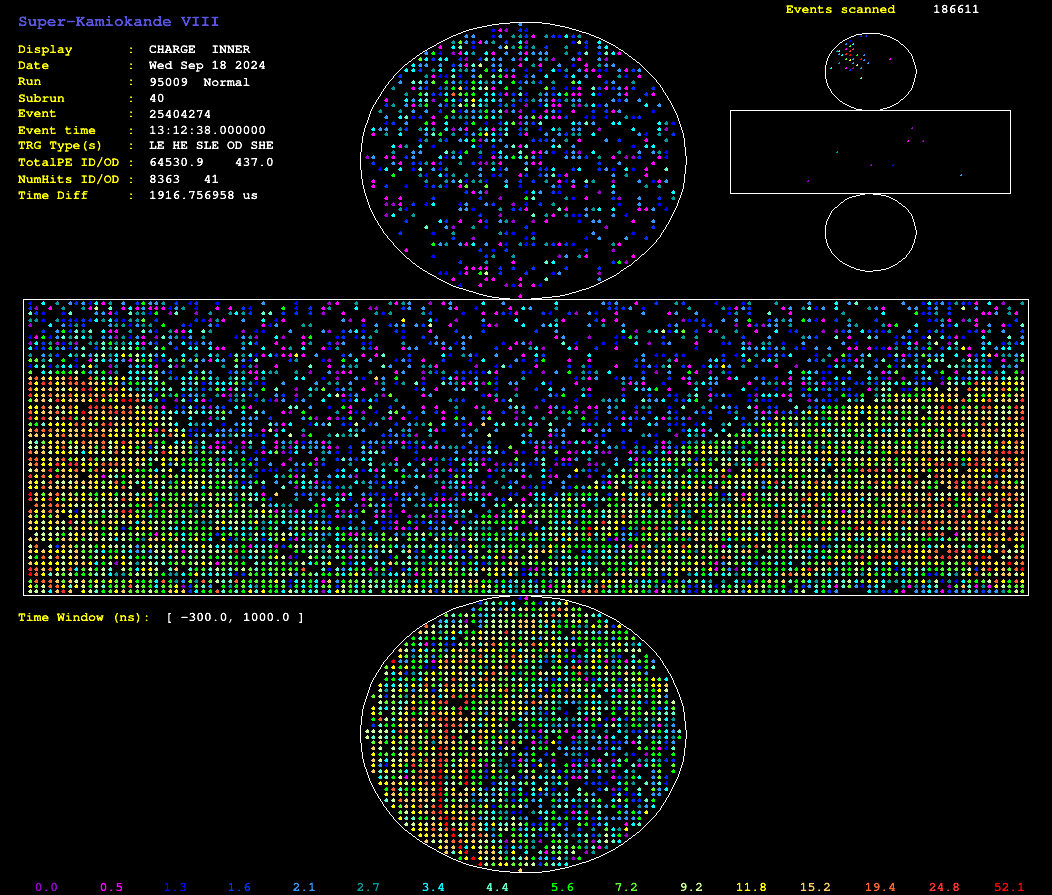 Super-Kamiokande VIII
Display : CHARGE INNER
Date : Wed Sep 18 2024
Run : 95009 Normal
Subrun : 40
Event : 25404274
Event time : 13:12:38.000000
TRG Type(s) : LE HE SLE OD SHE
TotalPE ID/OD : 64530.9 437.0
NumHits ID/OD : 8363 41
Time Diff : 1916.756958 us
Events scanned 186611
Time Window (ns): [ -300.0, 1000.0 ]
0.0 0.5 1.3 1.6 2.1 2.7 3.4 4.4 5.6 7.2 9.2 11.8 15.2 19.4 24.8 52.1